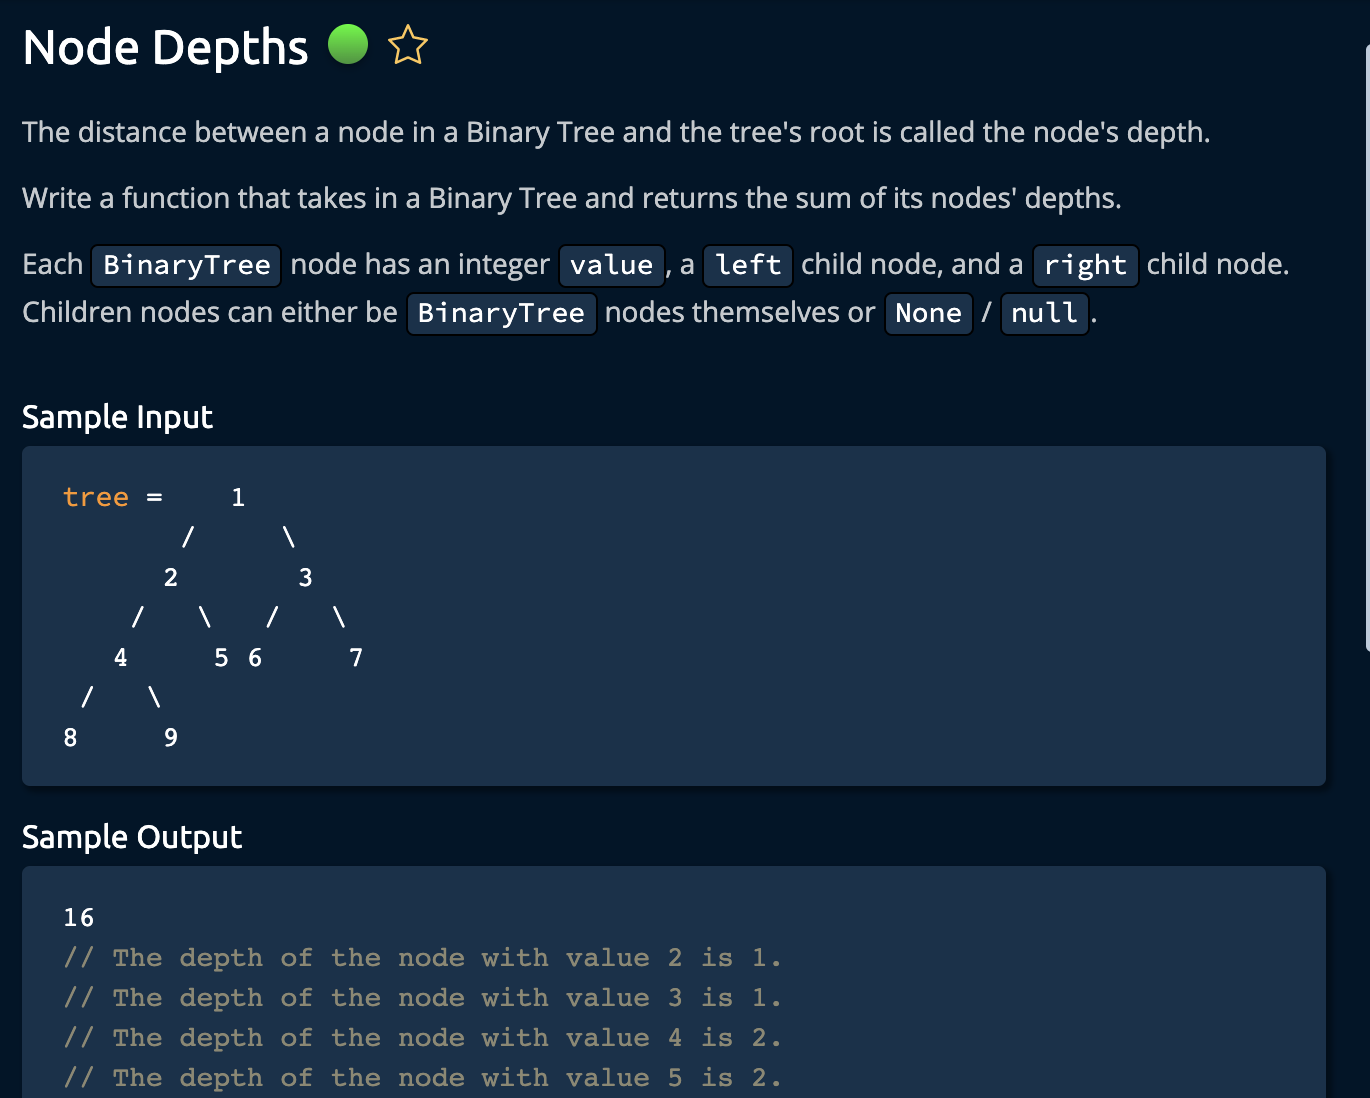 Node Depths
The distance between a node in a Binary Tree and the tree's root is called the node's depth.
Write a function that takes in a Binary Tree and returns the sum of its nodes' depths.
Each BinaryTree node has an integer value, a left child node, and a right child node.
Children nodes can either be BinaryTree nodes themselves or None / null.
Sample Input
tree =    1
       /     \
      2       3
    /   \   /   \
   4     5 6     7
 /   \
8     9
Sample Output
16
// The depth of the node with value 2 is 1.
// The depth of the node with value 3 is 1.
// The depth of the node with value 4 is 2.
// The depth of the node with value 5 is 2.